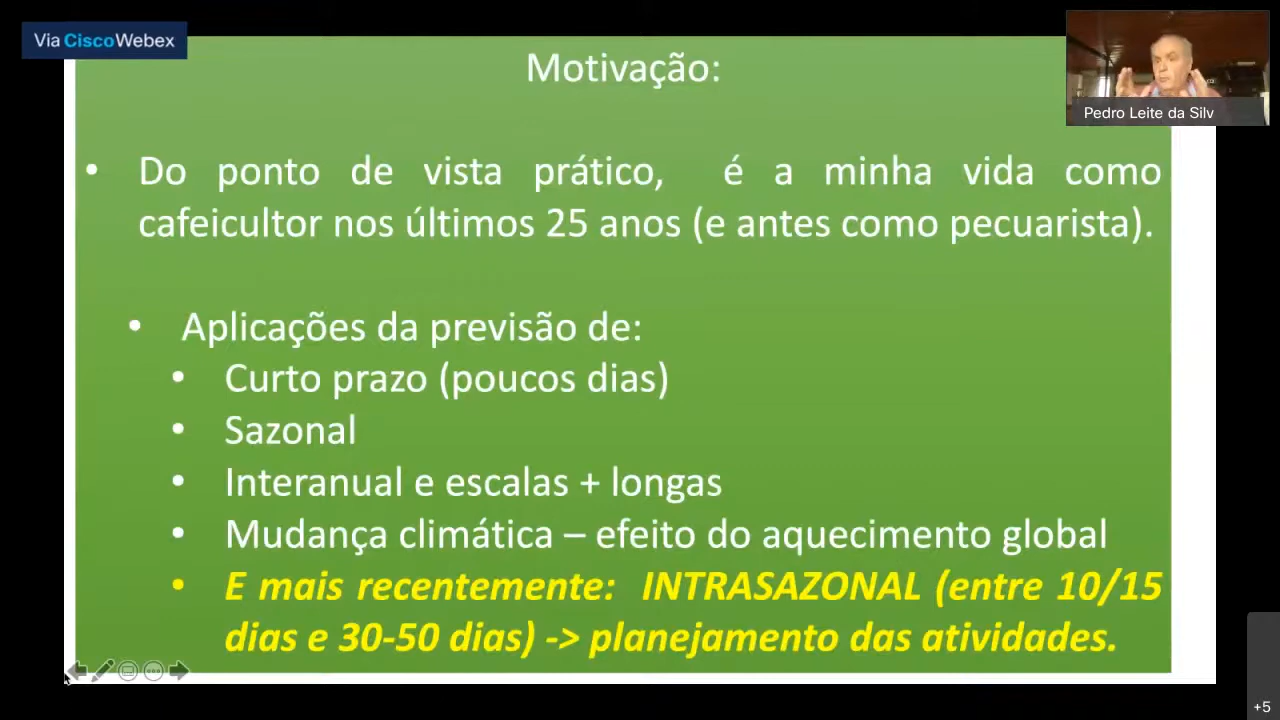 Via Cisco Webex
Motivação:
Pedro Leite da Silv
• Do ponto de vista prático, é a minha vida como
cafeicultor nos últimos 25 anos (e antes como pecuarista).
• Aplicações da previsão de:
• Curto prazo (poucos dias)
• Sazonal
• Interanual e escalas + longas
• Mudança climática – efeito do aquecimento global
• E mais recentemente: INTRASAZONAL (entre 10/15
dias e 30-50 dias) -> planejamento das atividades.
+5